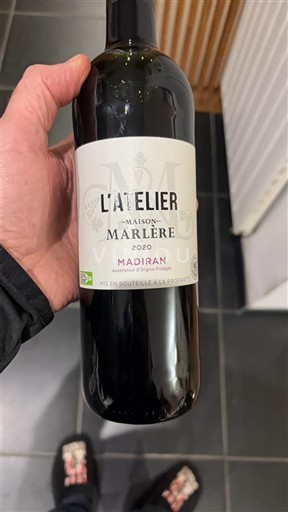 L'ATELIER
MAISON
MARLÈRE
2020
MADIRAN
Appellation d'Origine Protégée
MIS EN BOUTEILLE À LA PROPRIÉTÉ